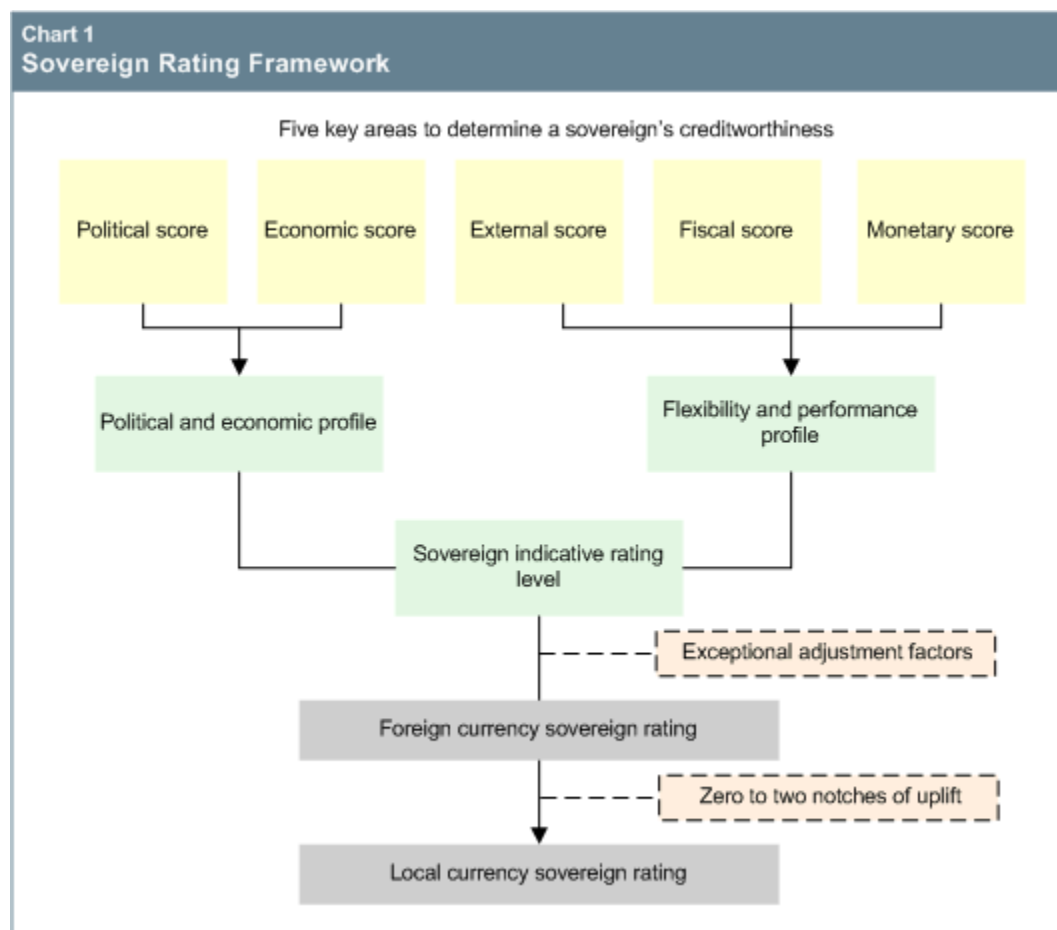 Chart 1
Sovereign Rating Framework
Five key areas to determine a sovereign's creditworthiness
Political score
Economic score
External score
Fiscal score
Monetary score
Political and economic profile
Flexibility and performance
profile
Sovereign indicative rating
level
Exceptional adjustment factors
Foreign currency sovereign rating
Zero to two notches of uplift
Local currency sovereign rating